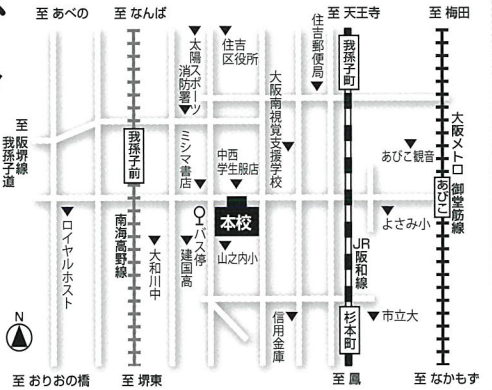 至 あべの
至 なんば
至 天王寺
至 梅田
太陽スポーツ
消防署
住吉
区役所
住吉郵便局
我孫子町
大阪南視覚支援学校
大阪メトロ 御堂筋線
至 阪堺線
我孫子道
我孫子前
ミシマ書店
中西
学生服店
あびこ観音
あびこ
ロイヤルホスト
南海高野線
大和川中
建国高
バス停
本校
山之内小
よさみ小
JR阪和線
信用金庫
杉本町
市立大
N
至 おりおの橋
至 堺東
至 鳳
至 なかもず